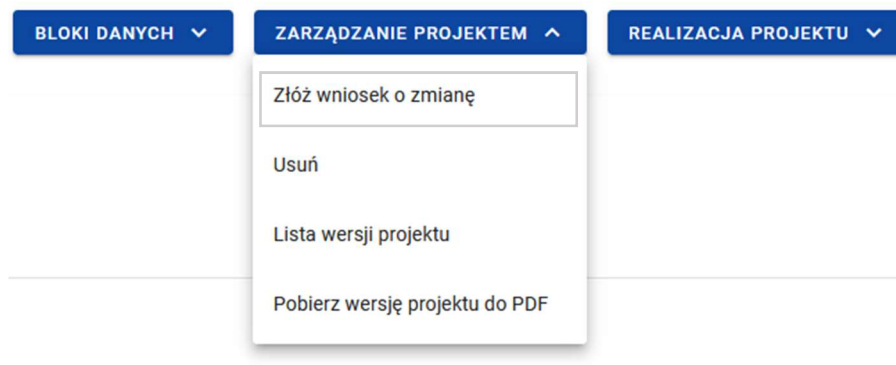 BLOKI DANYCH
ZARZĄDZANIE PROJEKTEM
REALIZACJA PROJEKTU
Złóż wniosek o zmianę
Usuń
Lista wersji projektu
Pobierz wersję projektu do PDF